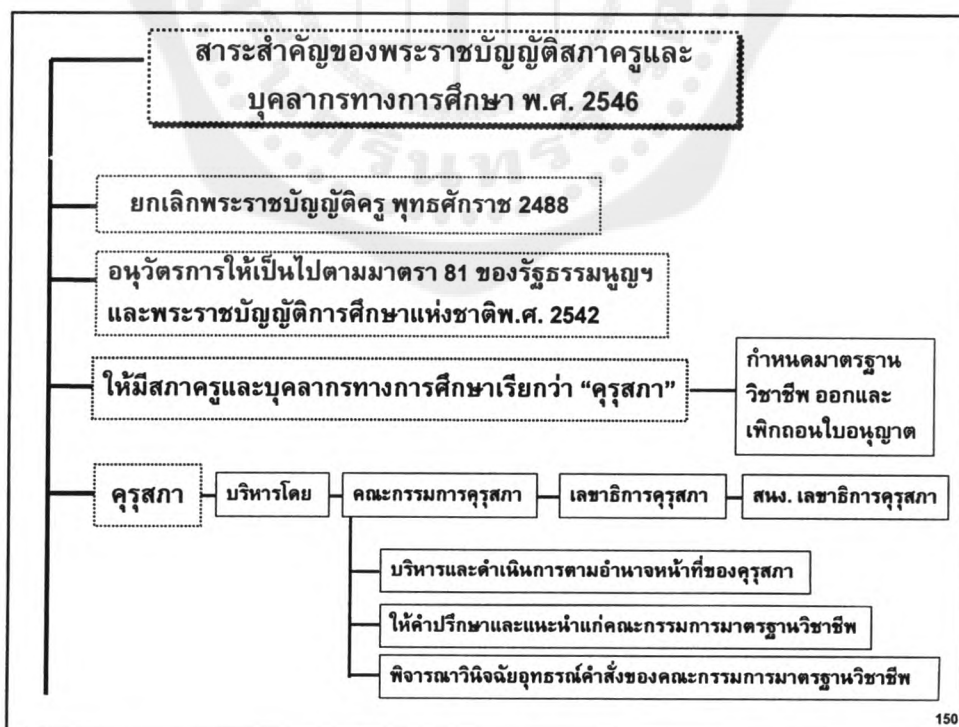 สาระสำคัญของพระราชบัญญัติสภาครูและ
บุคลากรทางการศึกษา พ.ศ. 2546
ยกเลิกพระราชบัญญัติครู พุทธศักราช 2488
อนุวัตรการให้เป็นไปตามมาตรา 81 ของรัฐธรรมนูญฯ
และพระราชบัญญัติการศึกษาแห่งชาติพ.ศ. 2542
ให้มีสภาครูและบุคลากรทางการศึกษาเรียกว่า “คุรุสภา”
กำหนดมาตรฐาน
วิชาชีพ ออกและ
เพิกถอนใบอนุญาต
คุรุสภา
บริหารโดย
คณะกรรมการคุรุสภา
เลขาธิการคุรุสภา
สนง. เลขาธิการคุรุสภา
บริหารและดำเนินการตามอำนาจหน้าที่ของคุรุสภา
ให้คำปรึกษาและแนะนำแก่คณะกรรมการมาตรฐานวิชาชีพ
พิจารณาวินิจฉัยอุทธรณ์คำสั่งของคณะกรรมการมาตรฐานวิชาชีพ
150